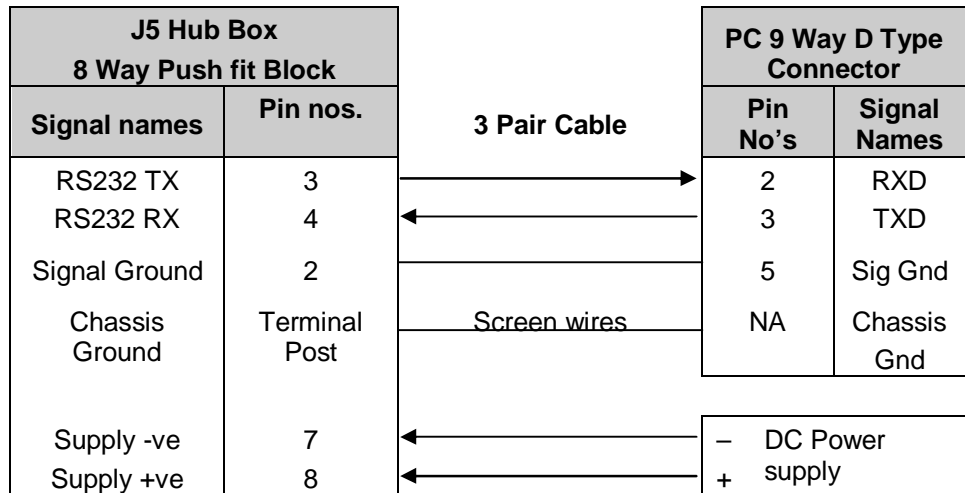 J5 Hub Box
8 Way Push fit Block
PC 9 Way D Type
Connector
Signal names
Pin nos.
3 Pair Cable
Pin
No’s
Signal
Names
RS232 TX
3
2
RXD
RS232 RX
4
3
TXD
Signal Ground
2
5
Sig Gnd
Chassis
Ground
Terminal
Post
Screen wires
NA
Chassis
Gnd
Supply -ve
7
–
DC Power
supply
Supply +ve
8
+